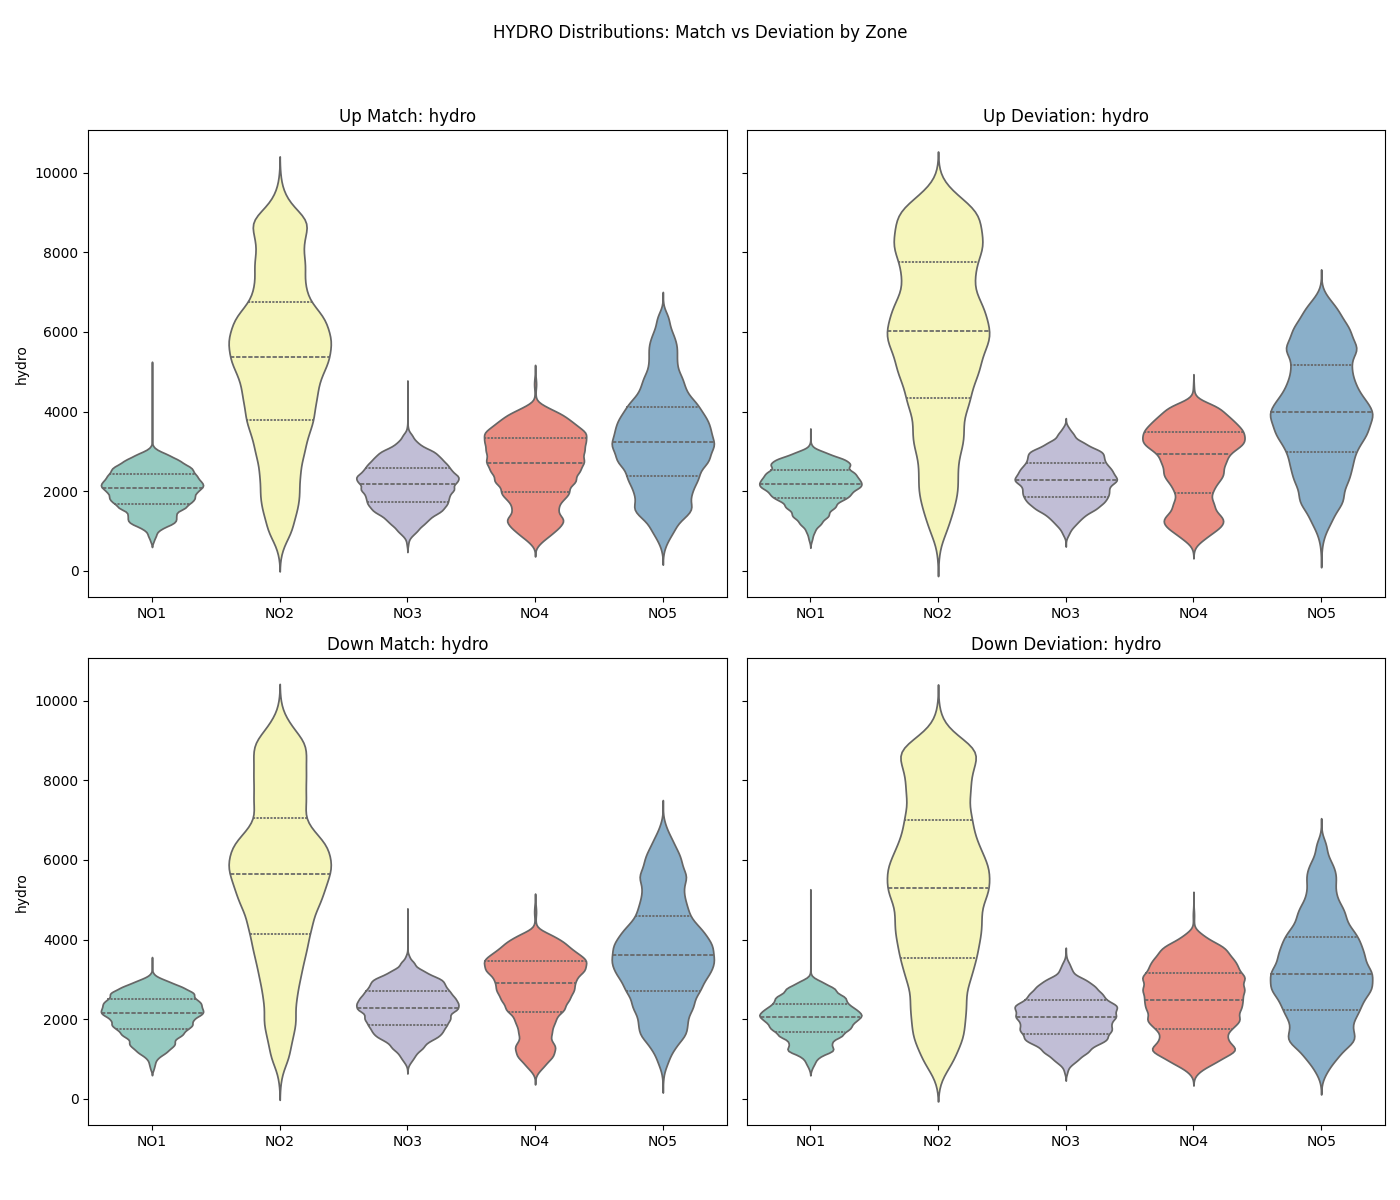 HYDRO Distributions: Match vs Deviation by Zone
Up Match: hydro
Up Deviation: hydro
10000
8000
6000
4000
2000
0
hydro
NO1 NO2 NO3 NO4 NO5
NO1 NO2 NO3 NO4 NO5
Down Match: hydro
Down Deviation: hydro
10000
8000
6000
4000
2000
0
hydro
NO1 NO2 NO3 NO4 NO5
NO1 NO2 NO3 NO4 NO5